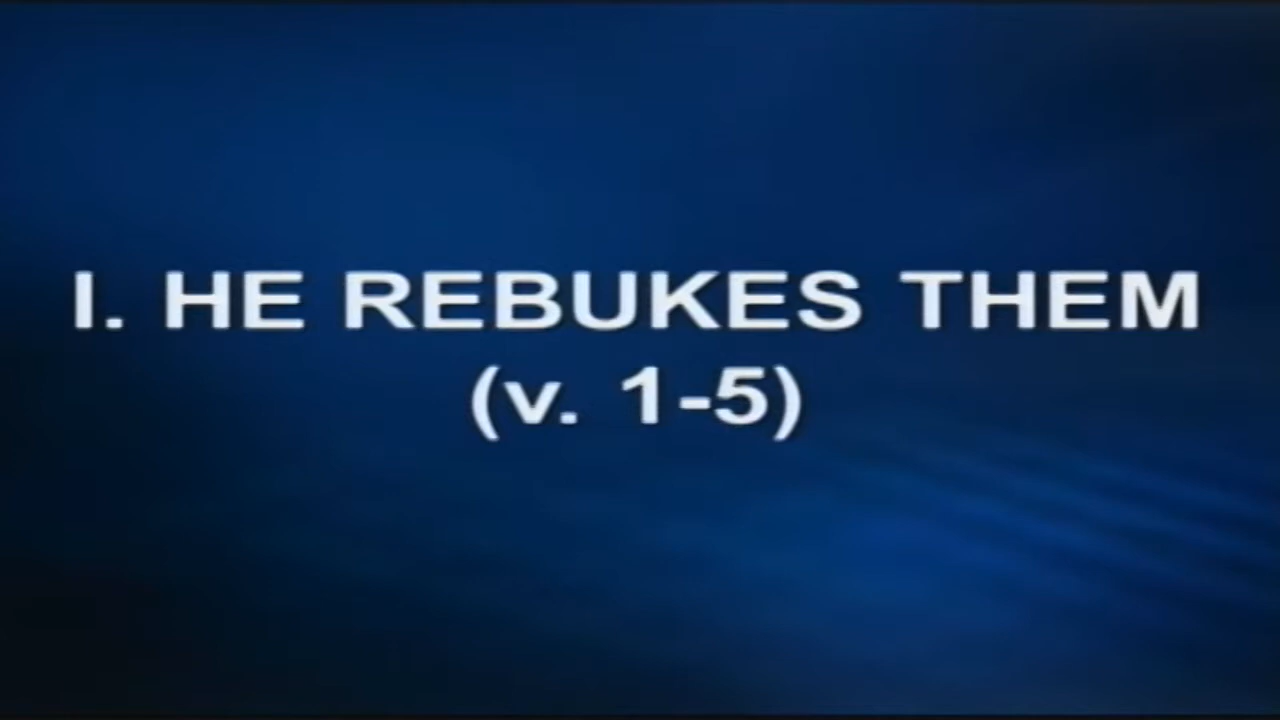 I. HE REBUKES THEM
(v. 1-5)